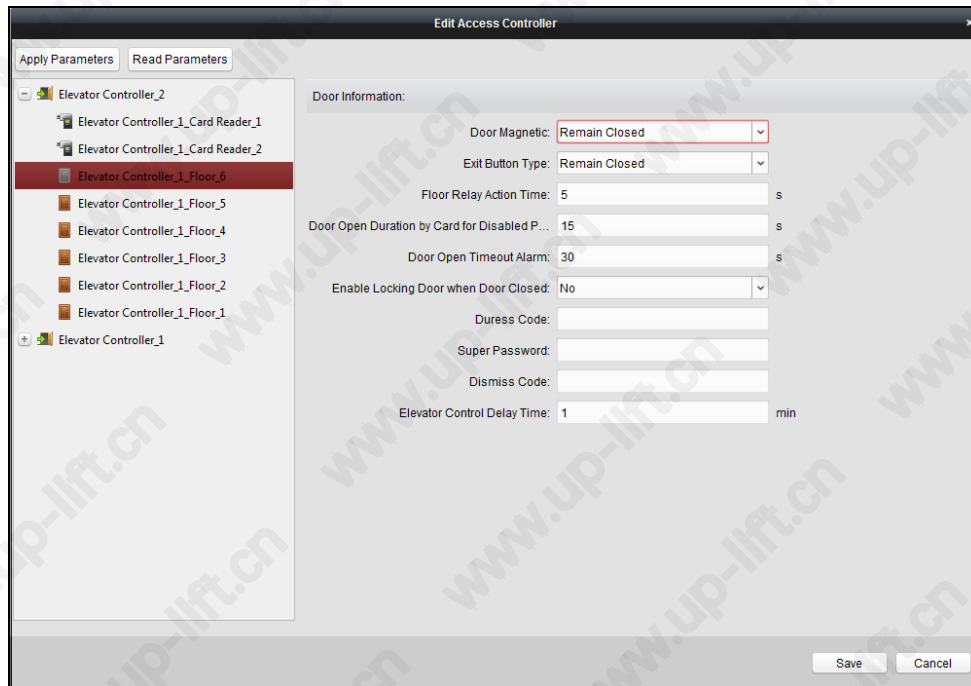 Edit Access Controller
Apply Parameters Read Parameters
Elevator Controller_2
Elevator Controller_1_Card Reader_1
Elevator Controller_1_Card Reader_2
Elevator Controller_1_Floor_6
Elevator Controller_1_Floor_5
Elevator Controller_1_Floor_4
Elevator Controller_1_Floor_3
Elevator Controller_1_Floor_2
Elevator Controller_1_Floor_1
Elevator Controller_1
Door Information:
Door Magnetic: Remain Closed
Exit Button Type: Remain Closed
Floor Relay Action Time: 5 s
Door Open Duration by Card for Disabled P... 15 s
Door Open Timeout Alarm: 30 s
Enable Locking Door when Door Closed: No
Duress Code:
Super Password:
Dismiss Code:
Elevator Control Delay Time: 1 min
Save Cancel
www.up-lift.cn